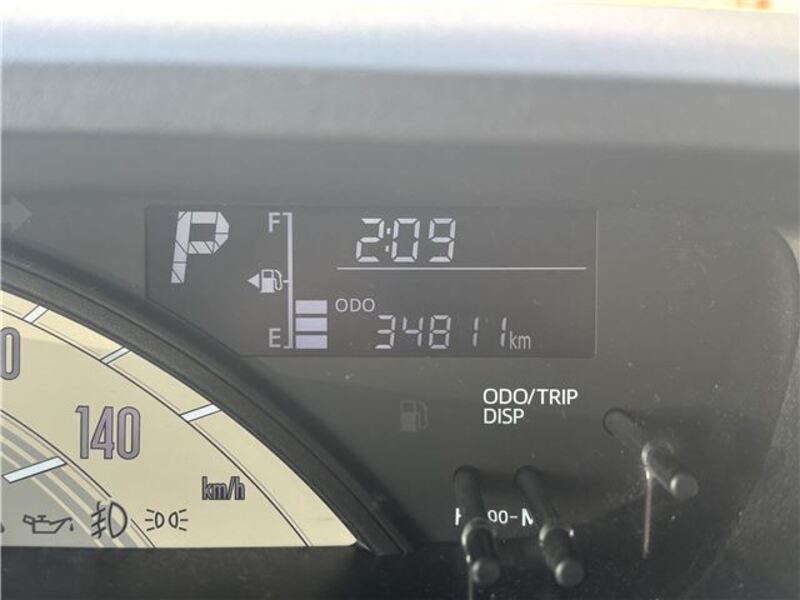 P
F
2:09
E
ODO
34811km
ODO/TRIP
DISP
140
km/h